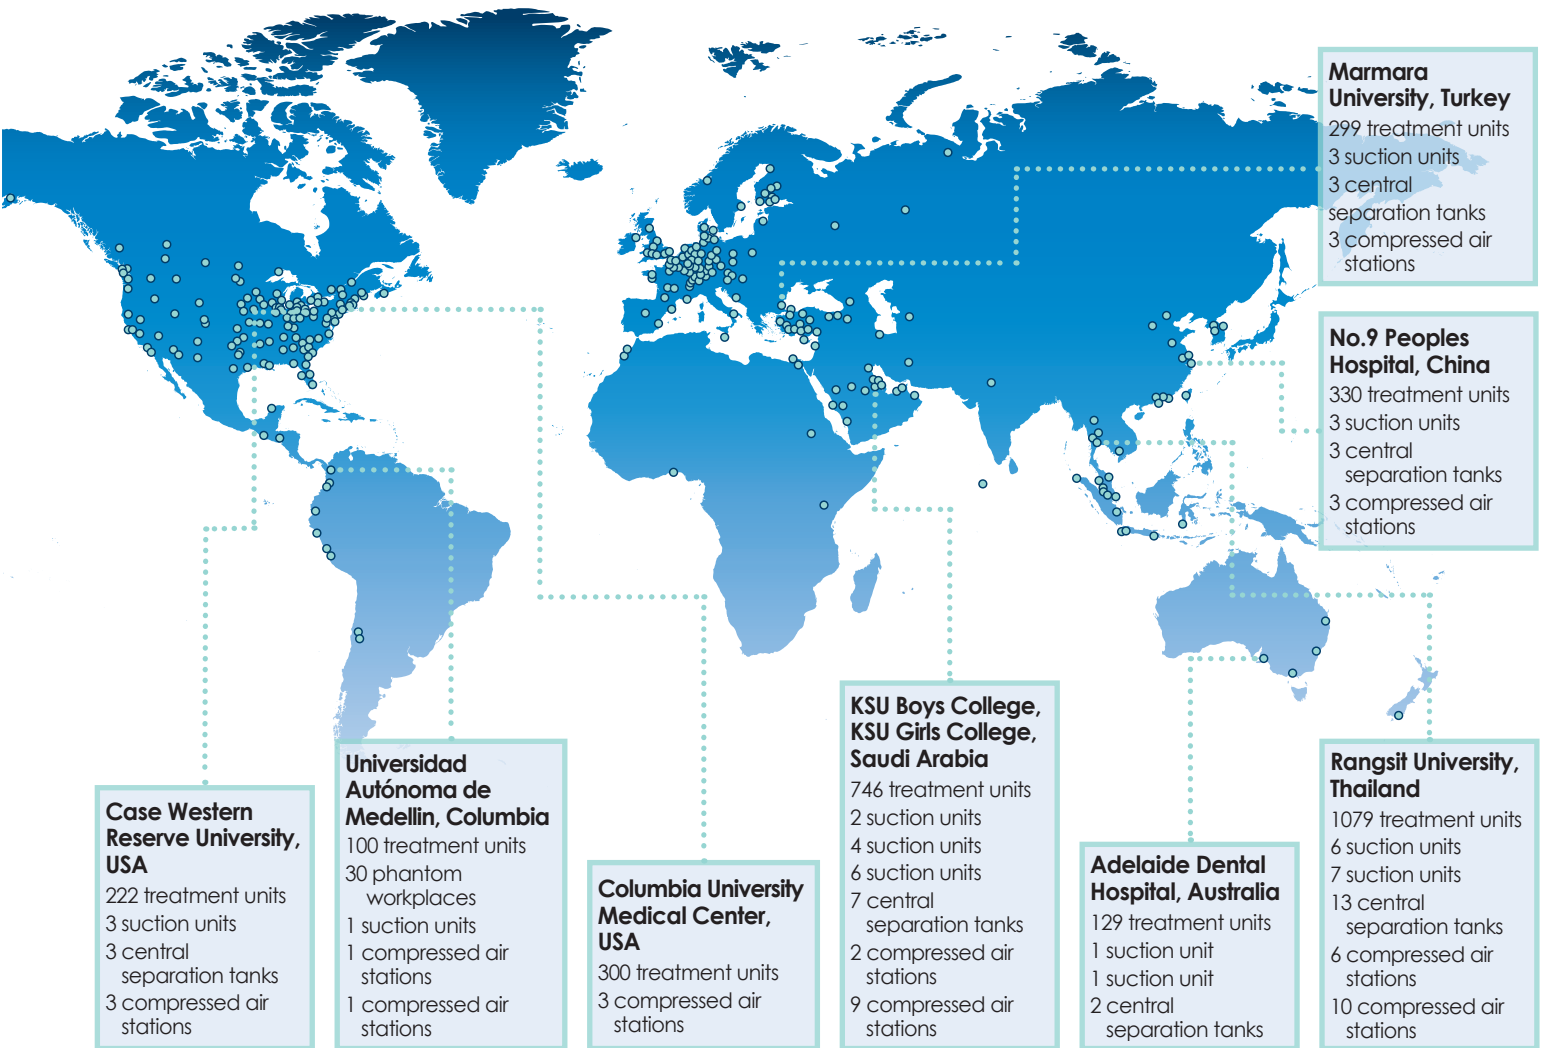 Marmara
University, Turkey
299 treatment units
3 suction units
3 central
separation tanks
3 compressed air
stations
No.9 Peoples
Hospital, China
330 treatment units
3 suction units
3 central
separation tanks
3 compressed air
stations
Case Western
Reserve University,
USA
222 treatment units
3 suction units
3 central
separation tanks
3 compressed air
stations
Universidad
Autónoma de
Medellin, Columbia
100 treatment units
30 phantom
workplaces
1 suction units
1 compressed air
stations
1 compressed air
stations
Columbia University
Medical Center,
USA
300 treatment units
3 compressed air
stations
KSU Boys College,
KSU Girls College,
Saudi Arabia
746 treatment units
2 suction units
4 suction units
6 suction units
7 central
separation tanks
2 compressed air
stations
9 compressed air
stations
Adelaide Dental
Hospital, Australia
129 treatment units
1 suction unit
1 suction unit
2 central
separation tanks
Rangsit University,
Thailand
1079 treatment units
6 suction units
7 suction units
13 central
separation tanks
6 compressed air
stations
10 compressed air
stations